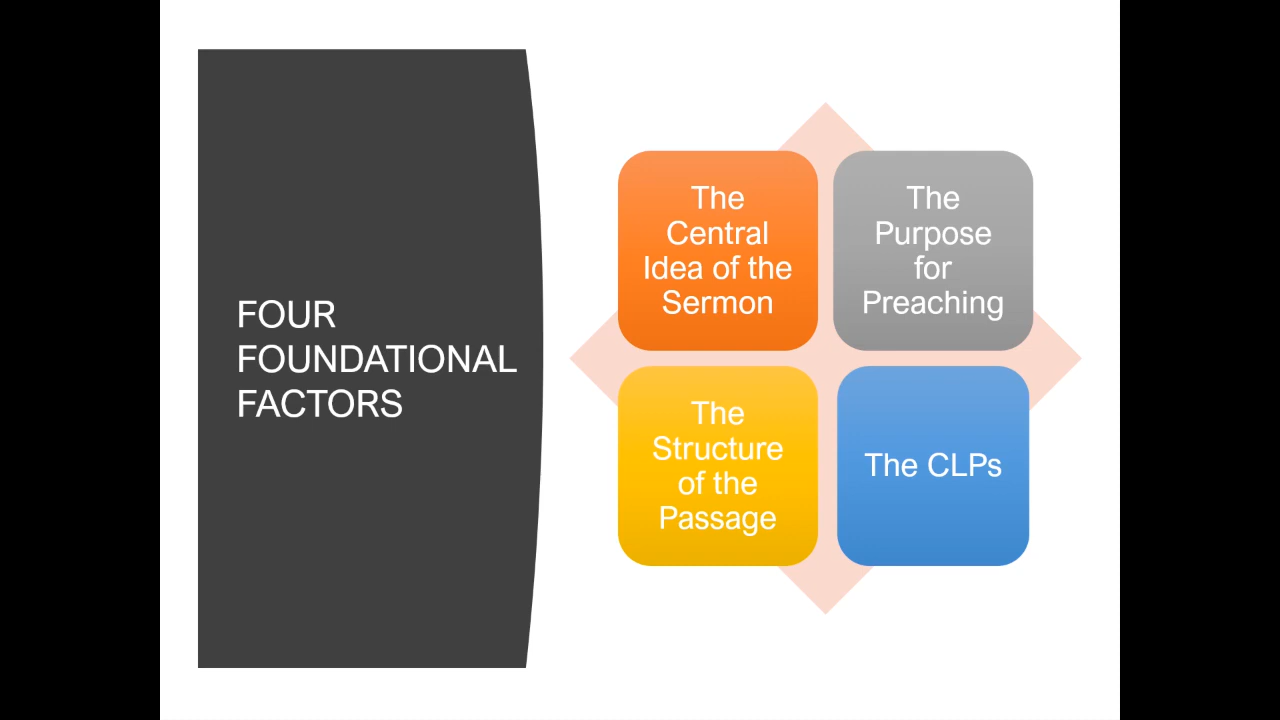 FOUR
FOUNDATIONAL
FACTORS
The
Central
Idea of the
Sermon
The
Purpose
for
Preaching
The
Structure
of the
Passage
The CLPs